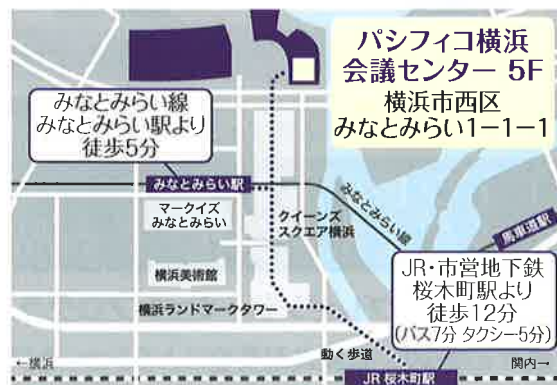 パシフィコ横浜
会議センター 5F
横浜市西区
みなとみらい1-1-1
みなとみらい線
みなとみらい駅より
徒歩5分
みなとみらい駅
マークイズ
みなとみらい
クイーンズ
スクエア横浜
みなとみらい線
馬車道駅
横浜美術館
横浜ランドマークタワー
JR・市営地下鉄
桜木町駅より
徒歩12分
(バス7分 タクシー5分)
動く歩道
←横浜
関内→
JR 桜木町駅